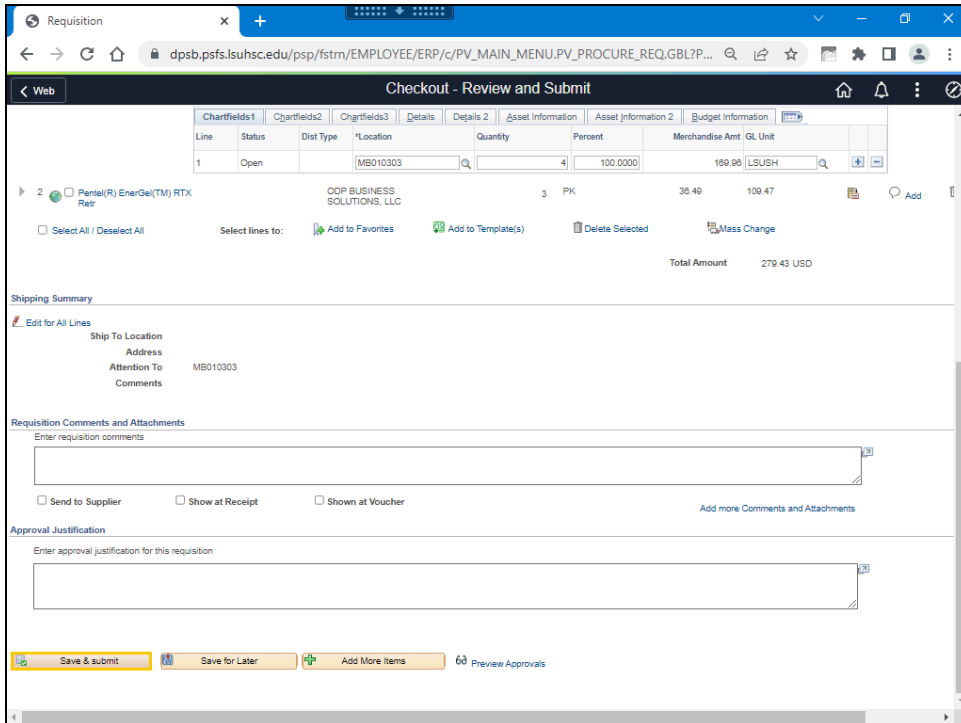 Requisition
dpsb.psfs.lsuhsc.edu/psp/fstrn/EMPLOYEE/ERP/c/PV_MAIN_MENU.PV_PROCURE_REQ.GBL?P...
Web
Checkout - Review and Submit
Chartfields1 Chartfields2 Chartfields3 Details Details 2 Asset Information Asset Information 2 Budget Information
Line Status Dist Type *Location Quantity Percent Merchandise Amt GL Unit
1 Open MB010303 4 100.0000 169.96 LSUSH
2 Pentel(R) EnerGel(TM) RTX Retr ODP BUSINESS SOLUTIONS, LLC 3 PK 36.49 109.47 Add
Select All / Deselect All Select lines to: Add to Favorites Add to Template(s) Delete Selected Mass Change
Total Amount 279.43 USD
Shipping Summary
Edit for All Lines
Ship To Location
Address
Attention To MB010303
Comments
Requisition Comments and Attachments
Enter requisition comments
Send to Supplier Show at Receipt Shown at Voucher
Add more Comments and Attachments
Approval Justification
Enter approval justification for this requisition
Save & submit Save for Later Add More Items Preview Approvals